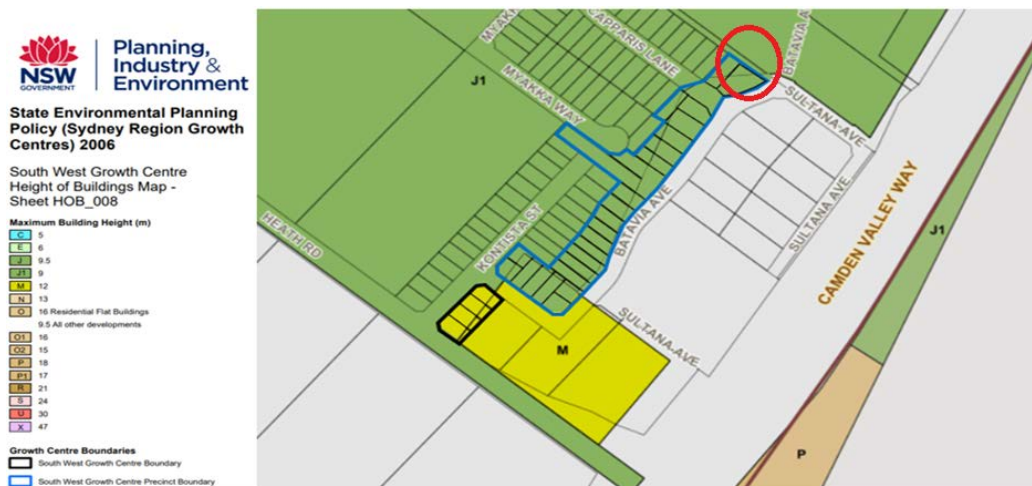 NSW
GOVERNMENT
Planning,
Industry &
Environment
State Environmental Planning
Policy (Sydney Region Growth
Centres) 2006
South West Growth Centre
Height of Buildings Map -
Sheet HOB_008
Maximum Building Height (m)
C 5
E 6
J 9.5
J1 9
M 12
N 13
O 16 Residential Flat Buildings
9.5 All other developments
O1 16
O2 15
P 18
P1 17
R 21
S 24
U 30
X 47
Growth Centre Boundaries
South West Growth Centre Boundary
South West Growth Centre Precinct Boundary
CAPPARIS LANE
BATAVIA A
J1
MYAKKA WAY
SULTANA AVE
HEATH RD
KONTISTA ST
BATAVIA AVE
SULTANA AVE
CAMDEN VALLEY WAY
J1
SULTANA AVE
M
P